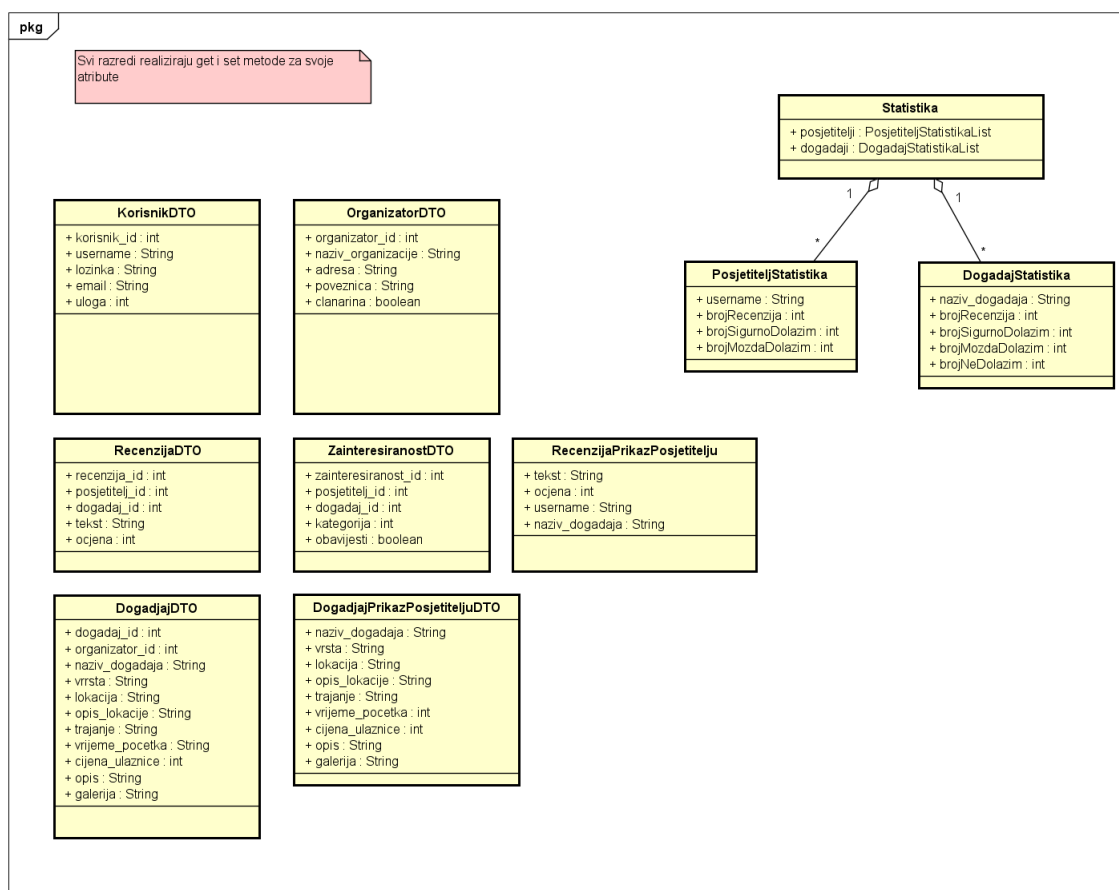 pkg
Svi razredi realiziraju get i set metode za svoje
atribute
Statistika
+ posjetitelji : PosjetiteljStatistikaList
+ dogadaji : DogadajStatistikaList
1
1
*
*
KorisnikDTO
+ korisnik_id : int
+ username : String
+ lozinka : String
+ email : String
+ uloga : int
OrganizatorDTO
+ organizator_id : int
+ naziv_organizacije : String
+ adresa : String
+ poveznica : String
+ clanarina : boolean
PosjetiteljStatistika
+ username : String
+ brojRecenzija : int
+ brojSigurnoDolazim : int
+ brojMozdaDolazim : int
DogadajStatistika
+ naziv_dogadaja : String
+ brojRecenzija : int
+ brojSigurnoDolazim : int
+ brojMozdaDolazim : int
+ brojNeDolazim : int
RecenzijaDTO
+ recenzija_id : int
+ posjetitelj_id : int
+ dogadaj_id : int
+ tekst : String
+ ocjena : int
ZainteresiranostDTO
+ zainteresiranost_id : int
+ posjetitelj_id : int
+ dogadaj_id : int
+ kategorija : int
+ obavijesti : boolean
RecenzijaPrikazPosjetitelju
+ tekst : String
+ ocjena : int
+ username : String
+ naziv_dogadaja : String
DogadjajDTO
+ dogadaj_id : int
+ organizator_id : int
+ naziv_dogadaja : String
+ vrrsta : String
+ lokacija : String
+ opis_lokacije : String
+ trajanje : String
+ vrijeme_pocetka : String
+ cijena_ulaznice : int
+ opis : String
+ galerija : String
DogadjajPrikazPosjetiteljuDTO
+ naziv_dogadaja : String
+ vrsta : String
+ lokacija : String
+ opis_lokacije : String
+ trajanje : String
+ vrijeme_pocetka : int
+ cijena_ulaznice : int
+ opis : String
+ galerija : String